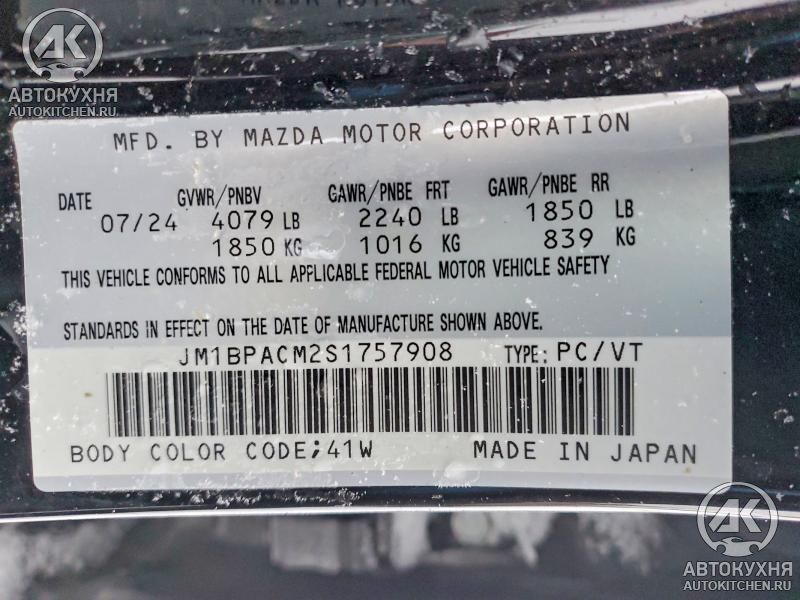 АК
АВТОКУХНЯ
AUTOKITCHEN.RU
MFD. BY MAZDA MOTOR CORPORATION
DATE GVWR/PNBV GAWR/PNBE FRT GAWR/PNBE RR
07/24 4079 LB 2240 LB 1850 LB
1850 KG 1016 KG 839 KG
THIS VEHICLE CONFORMS TO ALL APPLICABLE FEDERAL MOTOR VEHICLE SAFETY
STANDARDS IN EFFECT ON THE DATE OF MANUFACTURE SHOWN ABOVE.
JM1BPACM2S1757908 TYPE: PC/VT
BODY COLOR CODE;41W MADE IN JAPAN
АК
АВТОКУХНЯ
AUTOKITCHEN.RU